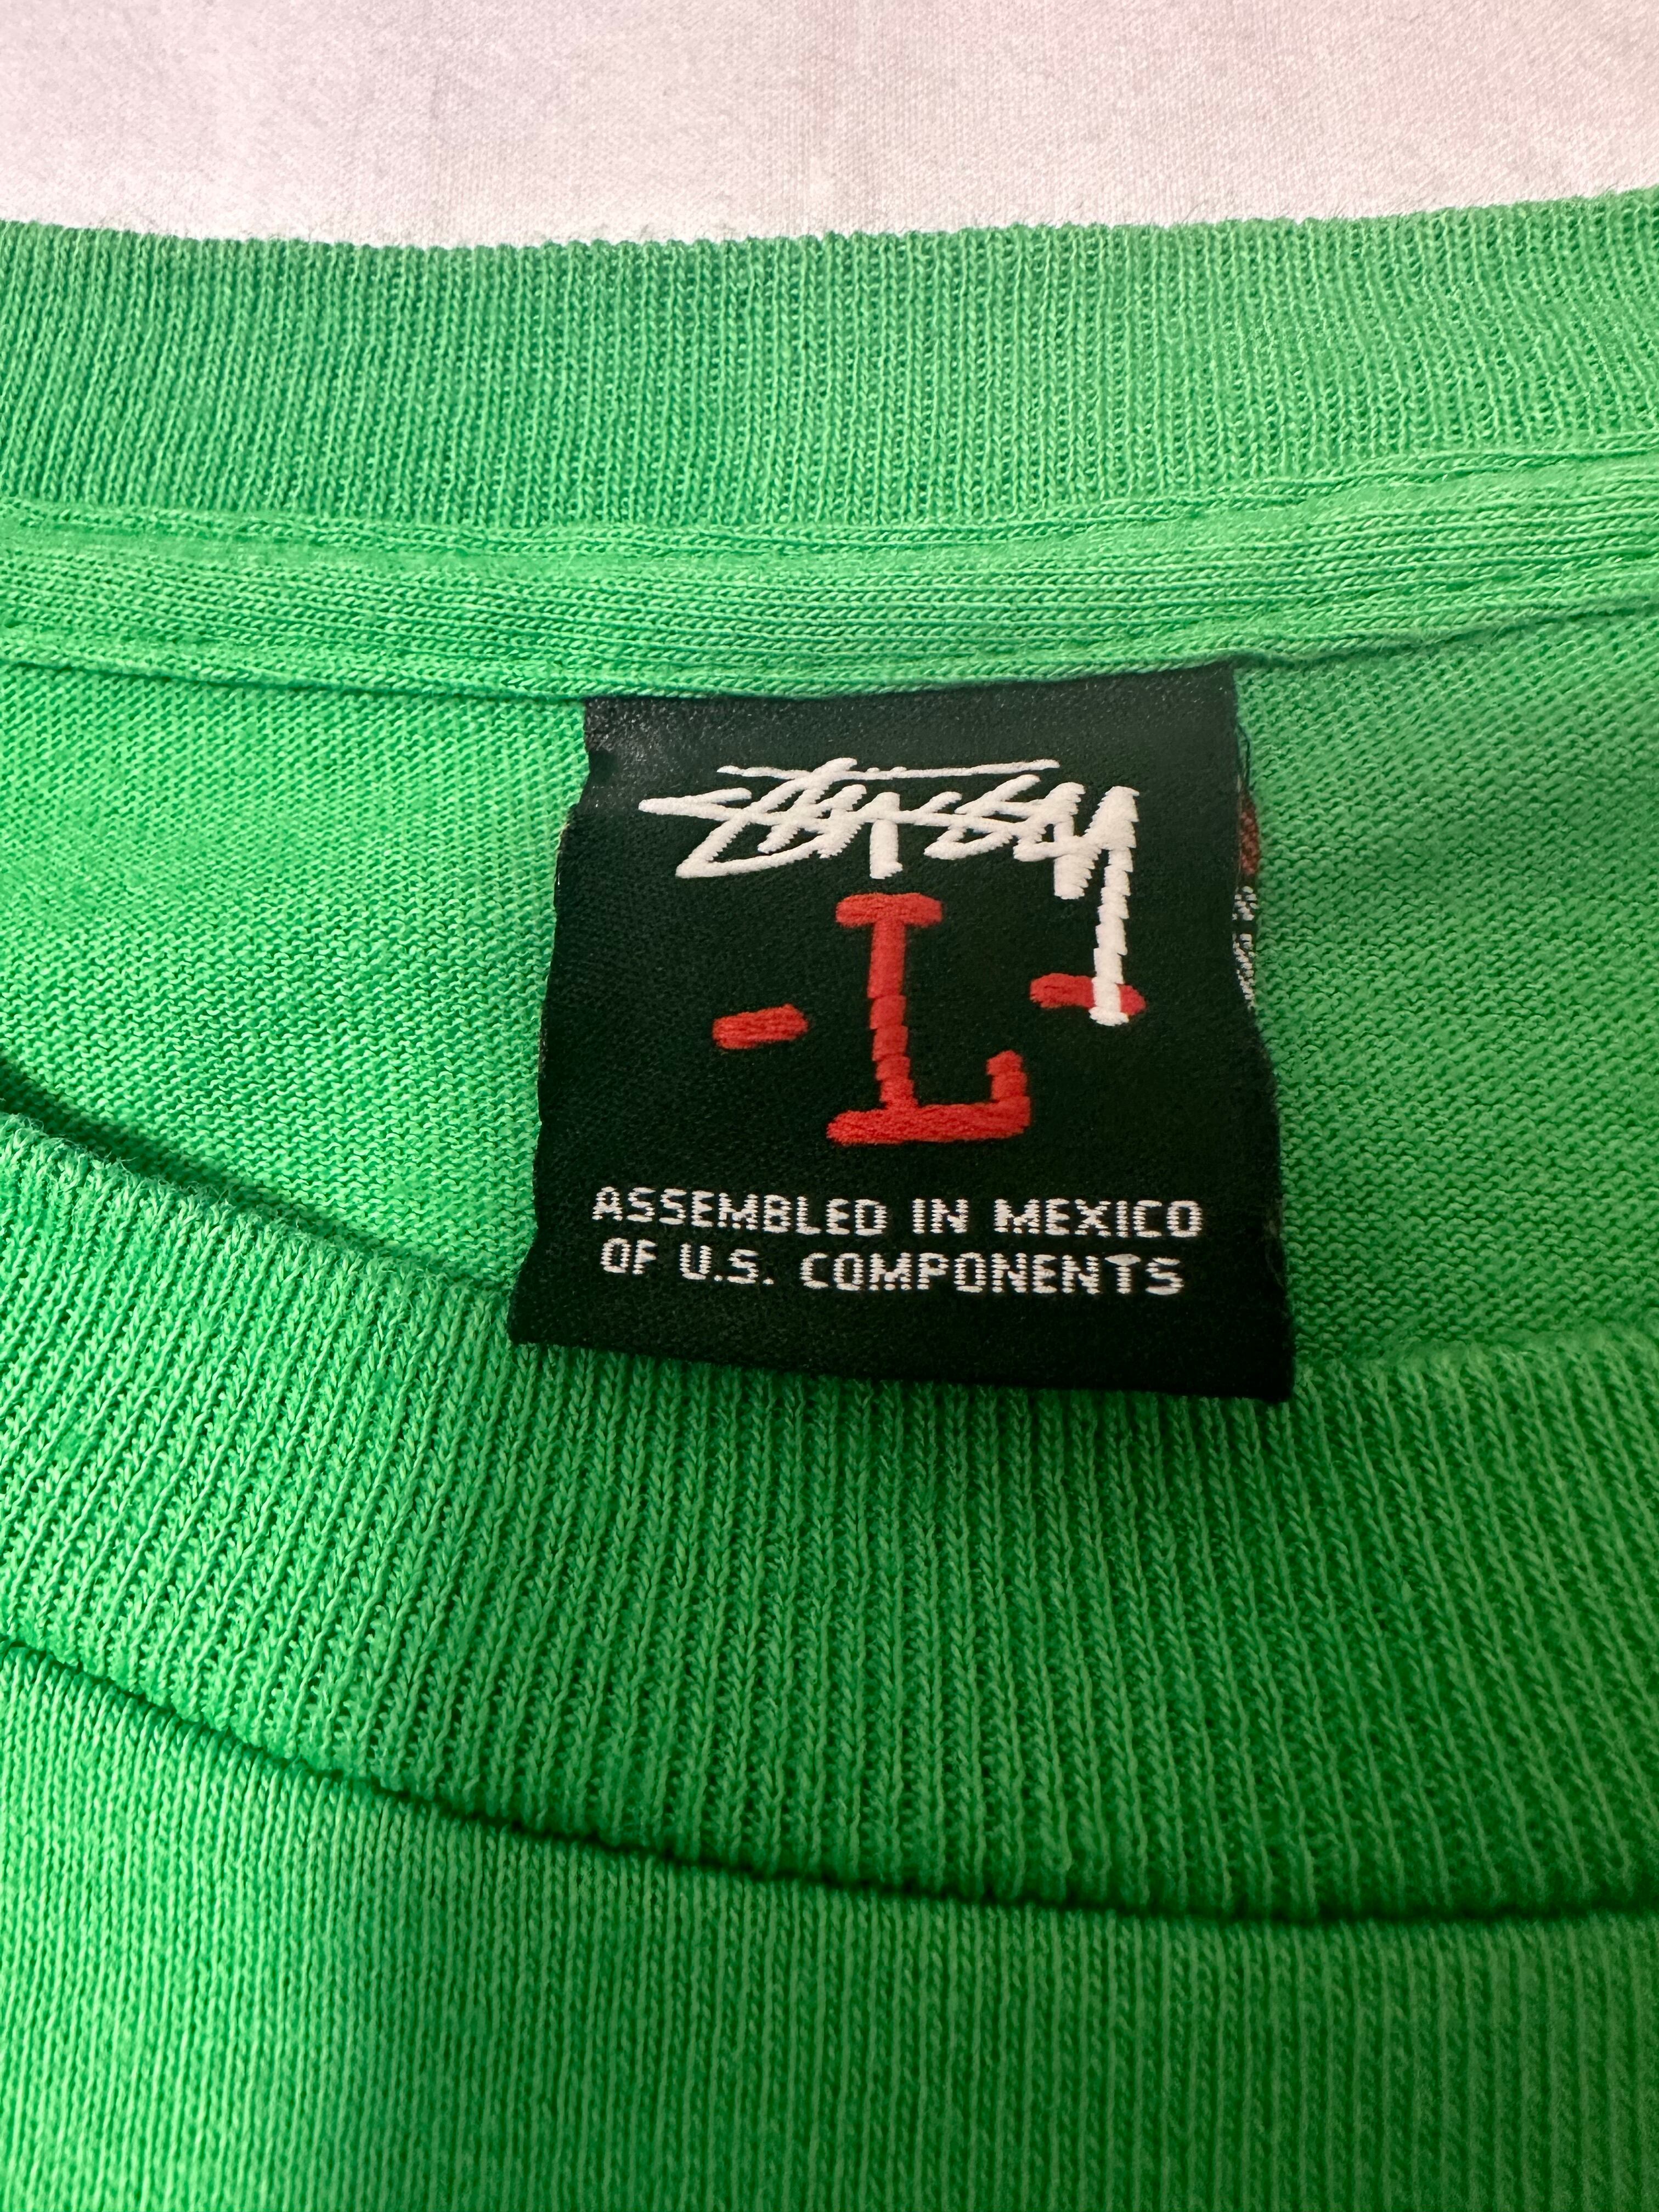 STÜSSY
- L -
ASSEMBLED IN MEXICO
OF U.S. COMPONENTS